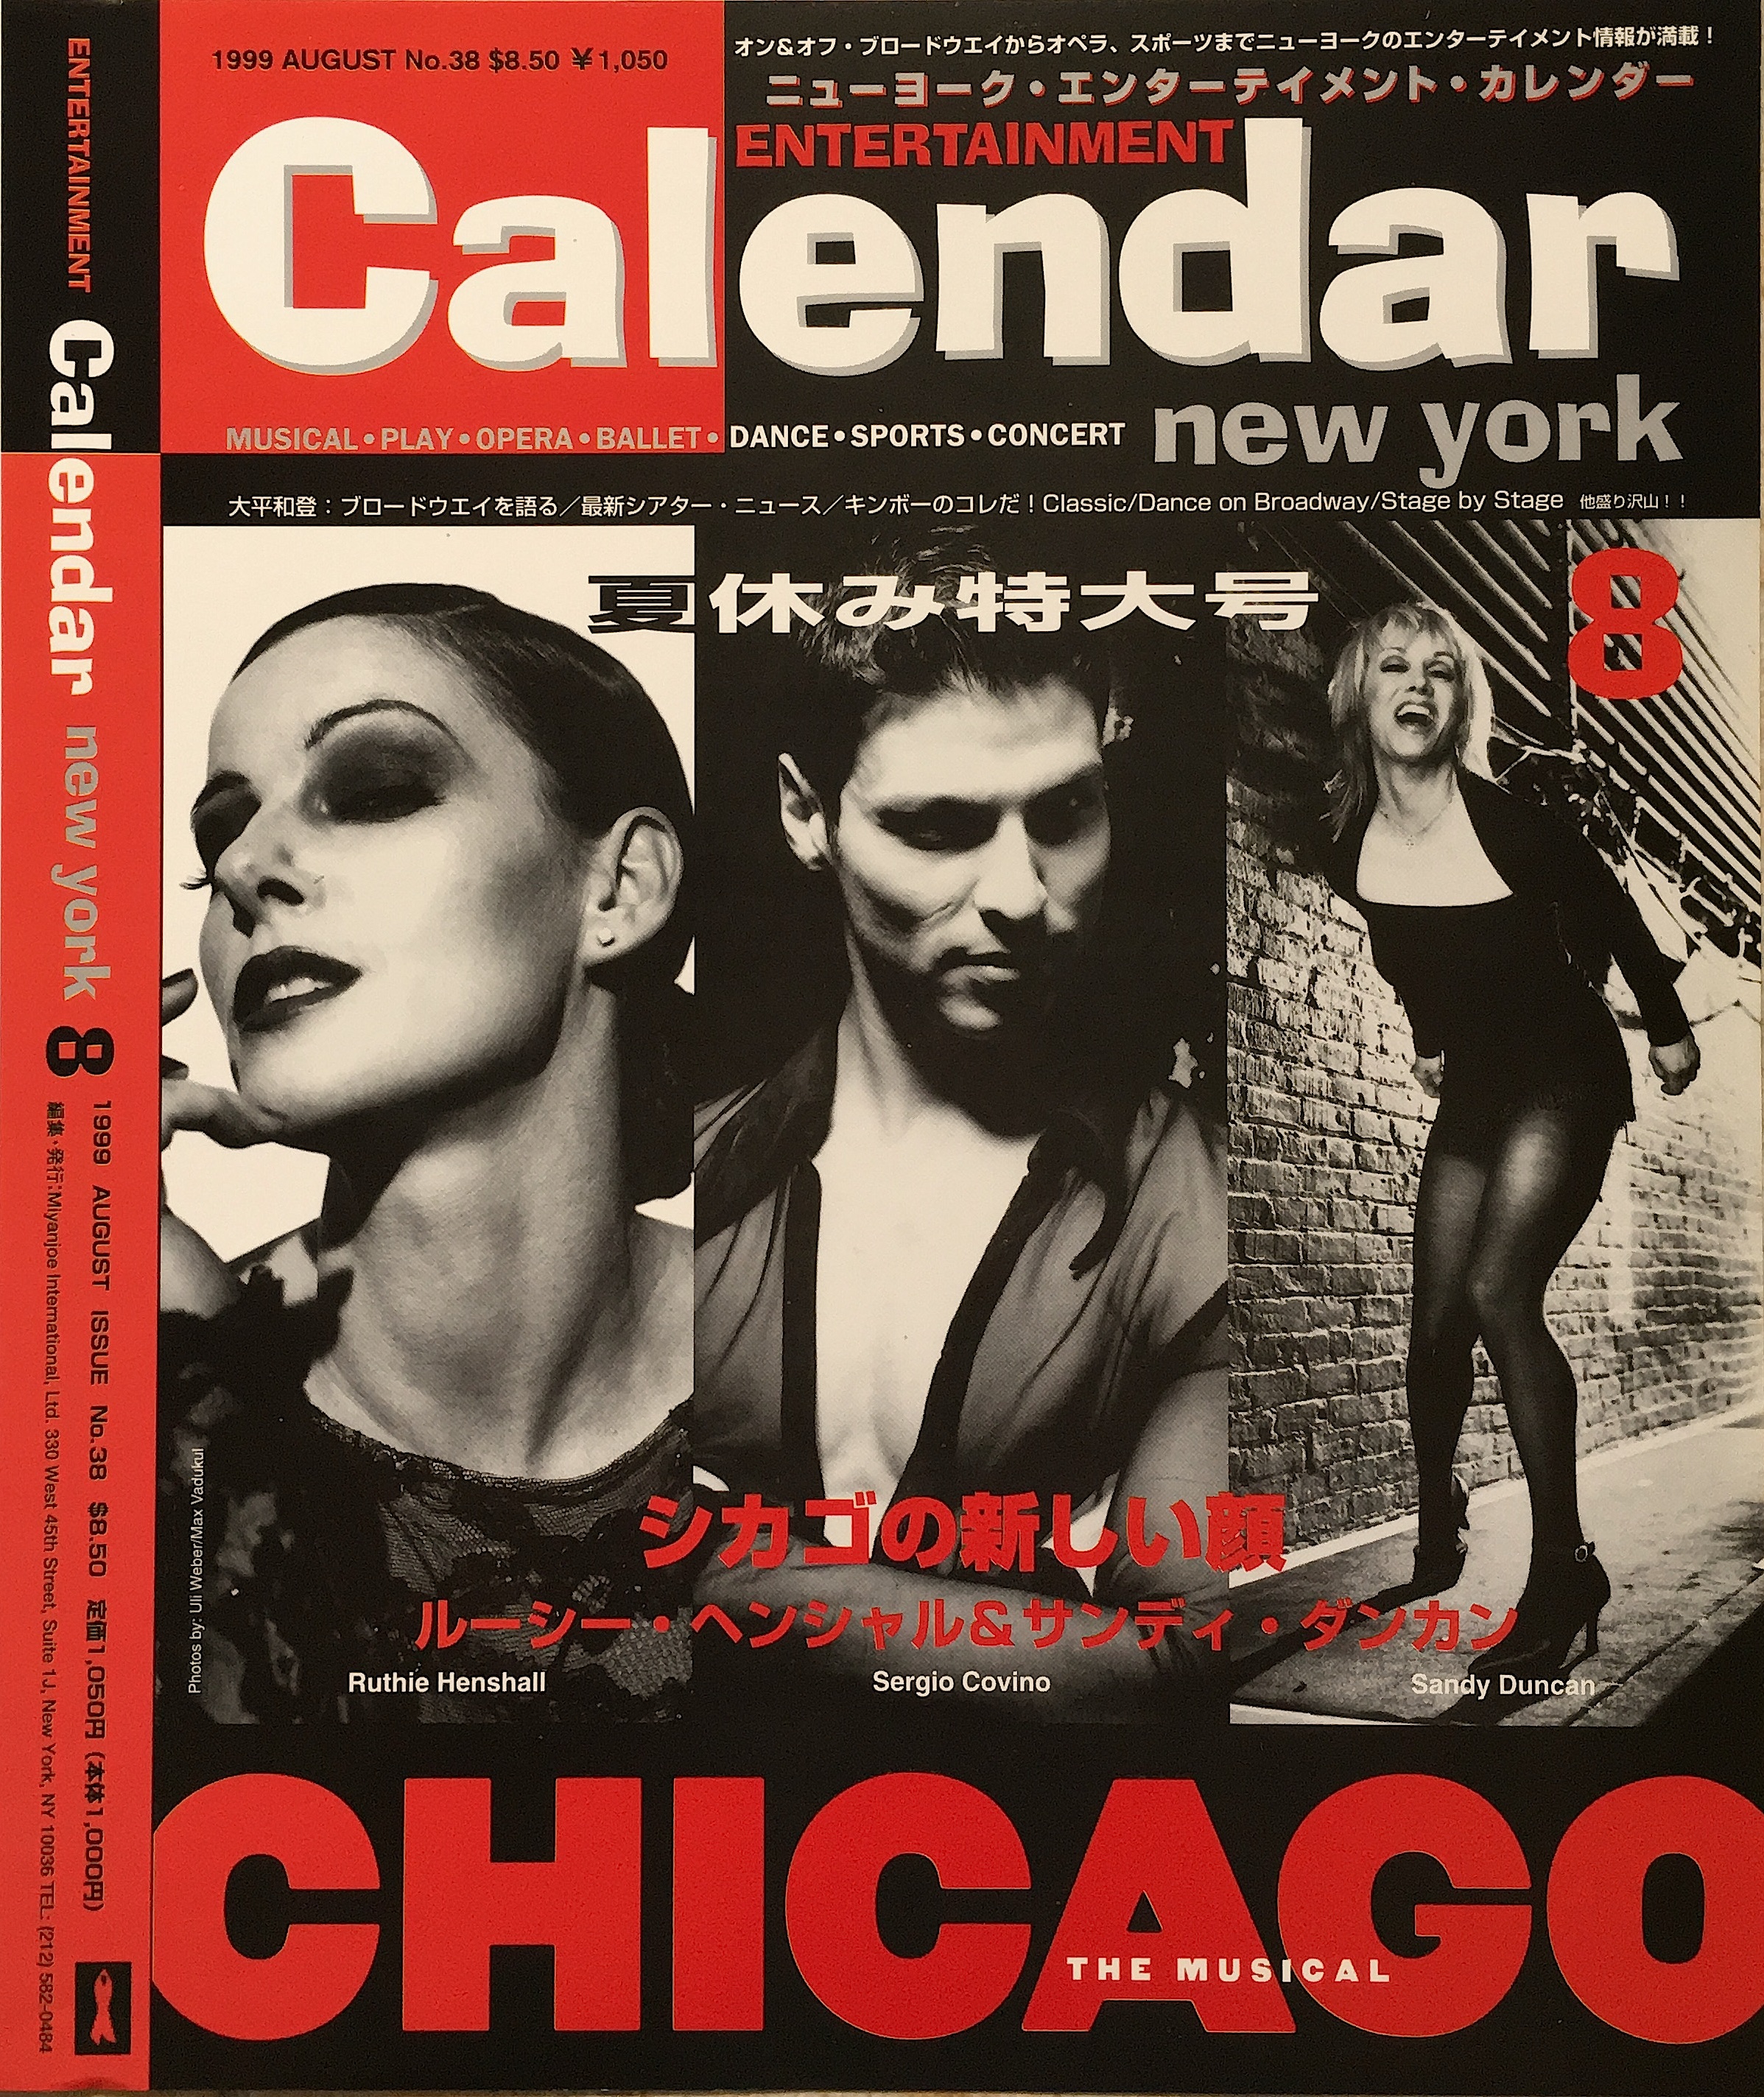 ENTERTAINMENT Calendar new york 8
1999 AUGUST ISSUE No.38 $8.50 定価1,050円 (本体1,000円)
編集・発行:Miyanjoe International, Ltd. 330 West 45th Street, Suite 1J, New York, NY 10036 TEL: (212) 582-0484
1999 AUGUST No.38 $8.50 ￥1,050
オン&オフ・ブロードウエイからオペラ、スポーツまでニューヨークのエンターテイメント情報が満載！
ニューヨーク・エンターテイメント・カレンダー
ENTERTAINMENT
Calendar
MUSICAL•PLAY•OPERA•BALLET•DANCE•SPORTS•CONCERT
new york
大平和登：ブロードウエイを語る／最新シアター・ニュース／キンボーのコレだ！Classic/Dance on Broadway/Stage by Stage 他盛り沢山！！
夏休み特大号
8
シカゴの新しい顔
ルーシー・ヘンシャル&サンディ・ダンカン
Photos by: Uli Weber/Max Vadukul
Ruthie Henshall
Sergio Covino
Sandy Duncan
CHICAGO
THE MUSICAL